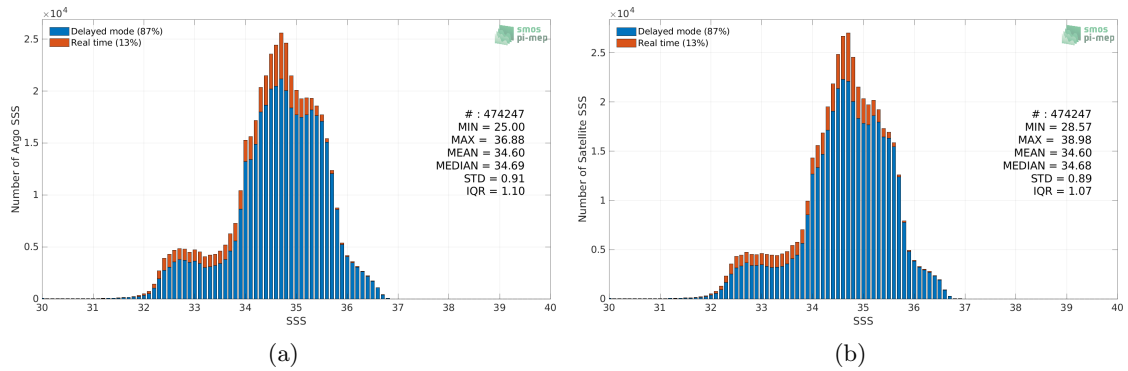 ×10⁴
Delayed mode (87%)
Real time (13%)
smos
pi-mep
2.5
2
1.5
1
0.5
0
Number of Argo SSS
# : 474247
MIN = 25.00
MAX = 36.88
MEAN = 34.60
MEDIAN = 34.69
STD = 0.91
IQR = 1.10
30 31 32 33 34 35 36 37 38 39 40
SSS
(a)
×10⁴
Delayed mode (87%)
Real time (13%)
smos
pi-mep
2.5
2
1.5
1
0.5
0
Number of Satellite SSS
# : 474247
MIN = 28.57
MAX = 38.98
MEAN = 34.60
MEDIAN = 34.68
STD = 0.89
IQR = 1.07
30 31 32 33 34 35 36 37 38 39 40
SSS
(b)